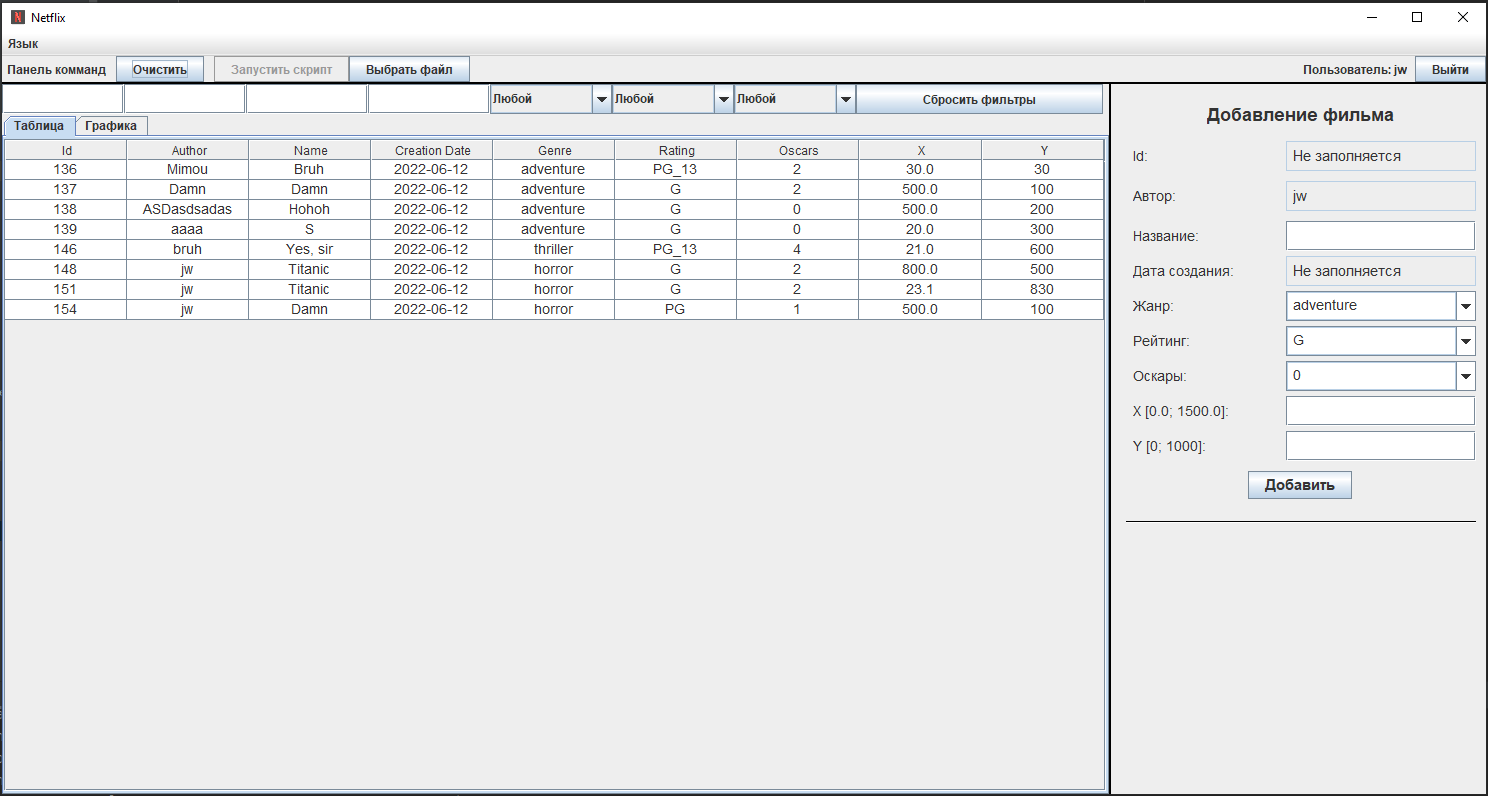 Netflix
Язык
Панель комманд Очистить Запустить скрипт Выбрать файл Пользователь: jw Выйти
Любой Любой Любой Сбросить фильтры
Таблица Графика
Id Author Name Creation Date Genre Rating Oscars X Y
136 Mimou Bruh 2022-06-12 adventure PG_13 2 30.0 30
137 Damn Damn 2022-06-12 adventure G 2 500.0 100
138 ASDasdsadas Hohoh 2022-06-12 adventure G 0 500.0 200
139 aaaa S 2022-06-12 adventure G 0 20.0 300
146 bruh Yes, sir 2022-06-12 thriller PG_13 4 21.0 600
148 jw Titanic 2022-06-12 horror G 2 800.0 500
151 jw Titanic 2022-06-12 horror G 2 23.1 830
154 jw Damn 2022-06-12 horror PG 1 500.0 100
Добавление фильма
Id: Не заполняется
Автор: jw
Название:
Дата создания: Не заполняется
Жанр: adventure
Рейтинг: G
Оскары: 0
X [0.0; 1500.0]:
Y [0; 1000]:
Добавить